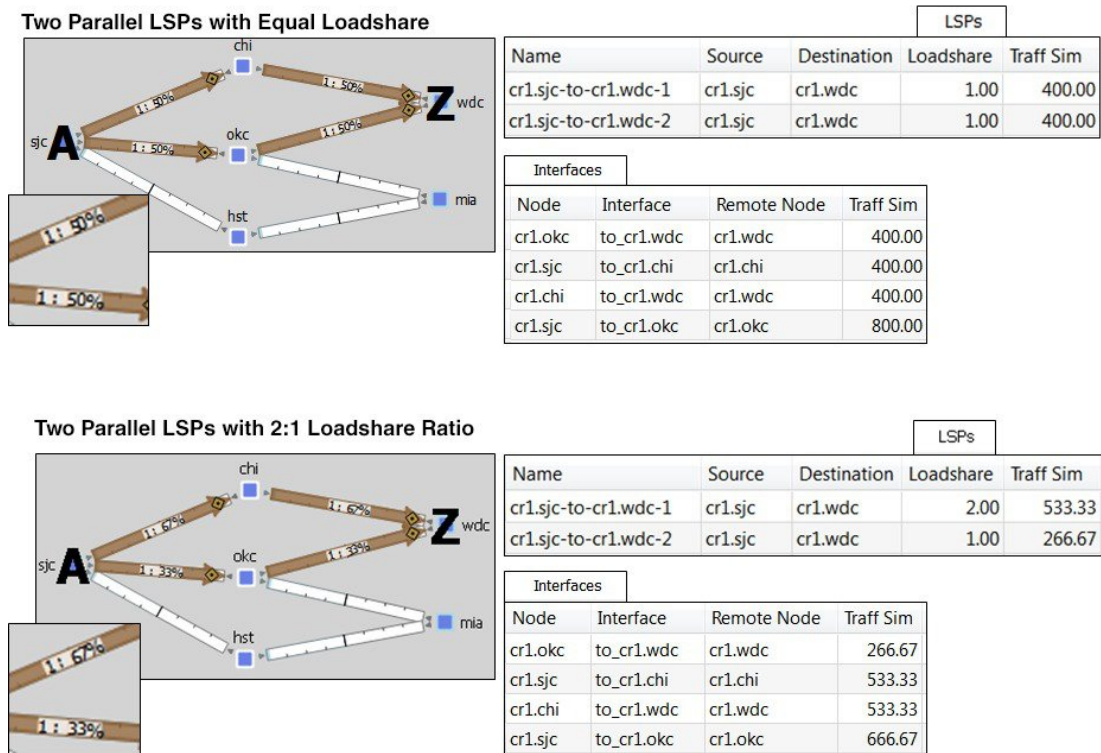 Two Parallel LSPs with Equal Loadshare
LSPs
Name Source Destination Loadshare Traff Sim
cr1.sjc-to-cr1.wdc-1 cr1.sjc cr1.wdc 1.00 400.00
cr1.sjc-to-cr1.wdc-2 cr1.sjc cr1.wdc 1.00 400.00
chi
1: 50%
1: 50%
A
Z
sjc
wdc
okc
1: 50%
1: 50%
hst
mia
1: 50%
1: 50%
Interfaces
Node Interface Remote Node Traff Sim
cr1.okc to_cr1.wdc cr1.wdc 400.00
cr1.sjc to_cr1.chi cr1.chi 400.00
cr1.chi to_cr1.wdc cr1.wdc 400.00
cr1.sjc to_cr1.okc cr1.okc 800.00
Two Parallel LSPs with 2:1 Loadshare Ratio
LSPs
Name Source Destination Loadshare Traff Sim
cr1.sjc-to-cr1.wdc-1 cr1.sjc cr1.wdc 2.00 533.33
cr1.sjc-to-cr1.wdc-2 cr1.sjc cr1.wdc 1.00 266.67
chi
1: 67%
1: 67%
A
Z
sjc
wdc
okc
1: 33%
1: 33%
hst
mia
1: 67%
1: 33%
Interfaces
Node Interface Remote Node Traff Sim
cr1.okc to_cr1.wdc cr1.wdc 266.67
cr1.sjc to_cr1.chi cr1.chi 533.33
cr1.chi to_cr1.wdc cr1.wdc 533.33
cr1.sjc to_cr1.okc cr1.okc 666.67